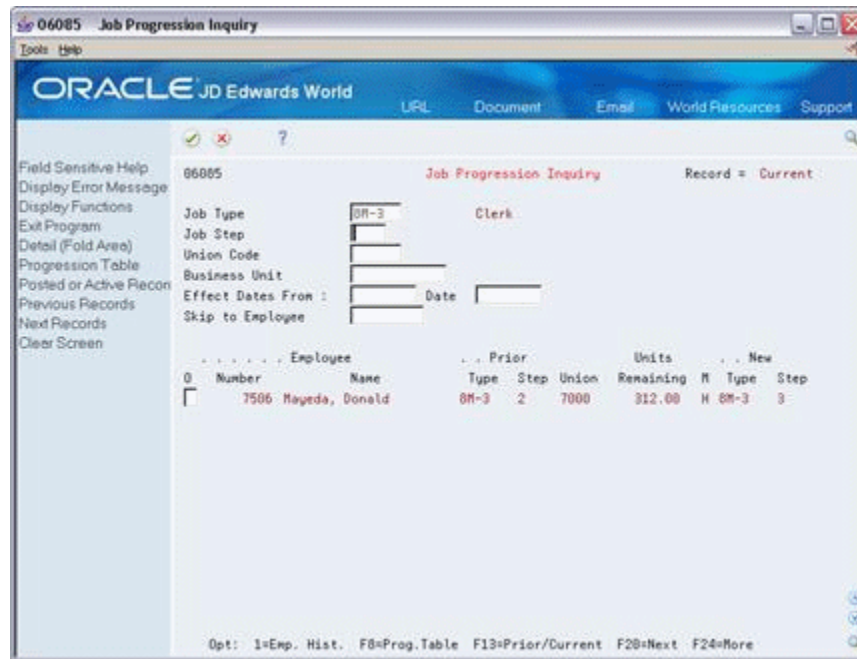 06085 Job Progression Inquiry
Tools Help
ORACLE JD Edwards World
URL Document Email World Resources Support
Field Sensitive Help
Display Error Message
Display Functions
Exit Program
Detail (Fold Area)
Progression Table
Posted or Active Recor
Previous Records
Next Records
Clear Screen
06085 Job Progression Inquiry Record = Current
Job Type 8M-3 Clerk
Job Step
Union Code
Business Unit
Effect Dates From : Date
Skip to Employee
. . . . . . Employee . . Prior Units . . New
O Number Name Type Step Union Remaining M Type Step
7506 Mayeda, Donald 8M-3 2 7000 312.00 H 8M-3 3
Opt: 1=Emp. Hist. F8=Prog.Table F13=Prior/Current F20=Next F24=More